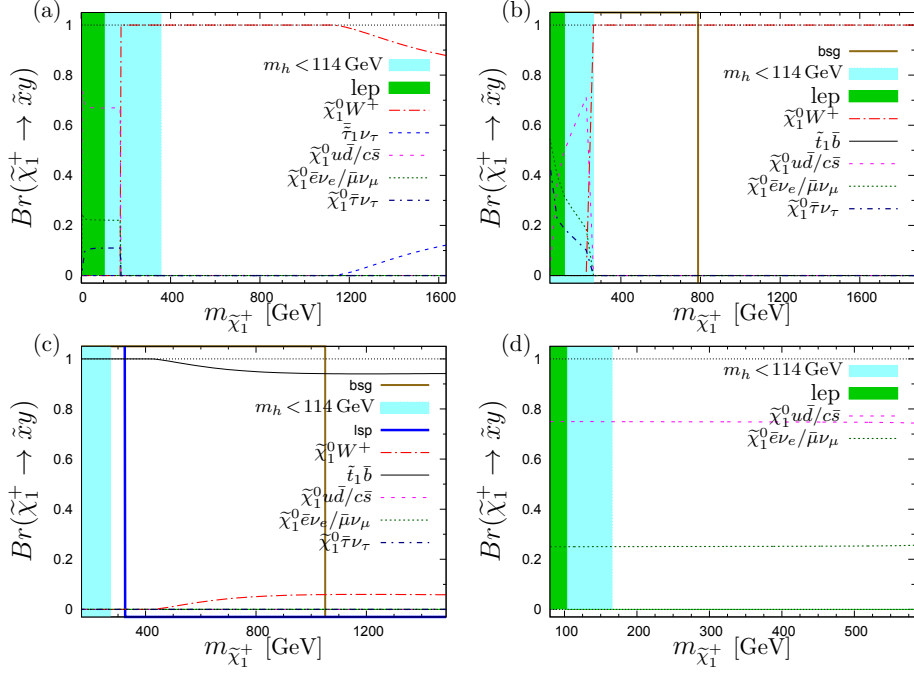 (a)
Br(χ̃₁⁺ → x̃y)
1
0.8
0.6
0.4
0.2
0
m_h < 114 GeV
lep
χ̃₁⁰W⁺
τ̃̄₁ν_τ
χ̃₁⁰ud̄/cs̄
χ̃₁⁰ēν_e/μ̄ν_μ
χ̃₁⁰τ̄ν_τ
0 400 800 1200 1600
m_χ̃₁⁺ [GeV]
(b)
Br(χ̃₁⁺ → x̃y)
1
0.8
0.6
0.4
0.2
0
bsg
m_h < 114 GeV
lep
χ̃₁⁰W⁺
t̃₁b̄
χ̃₁⁰ud̄/cs̄
χ̃₁⁰ēν_e/μ̄ν_μ
χ̃₁⁰τ̄ν_τ
400 800 1200 1600
m_χ̃₁⁺ [GeV]
(c)
Br(χ̃₁⁺ → x̃y)
1
0.8
0.6
0.4
0.2
0
bsg
m_h < 114 GeV
lsp
χ̃₁⁰W⁺
t̃₁b̄
χ̃₁⁰ud̄/cs̄
χ̃₁⁰ēν_e/μ̄ν_μ
χ̃₁⁰τ̄ν_τ
400 800 1200
m_χ̃₁⁺ [GeV]
(d)
Br(χ̃₁⁺ → x̃y)
1
0.8
0.6
0.4
0.2
0
m_h < 114 GeV
lep
χ̃₁⁰ud̄/cs̄
χ̃₁⁰ēν_e/μ̄ν_μ
100 200 300 400 500
m_χ̃₁⁺ [GeV]